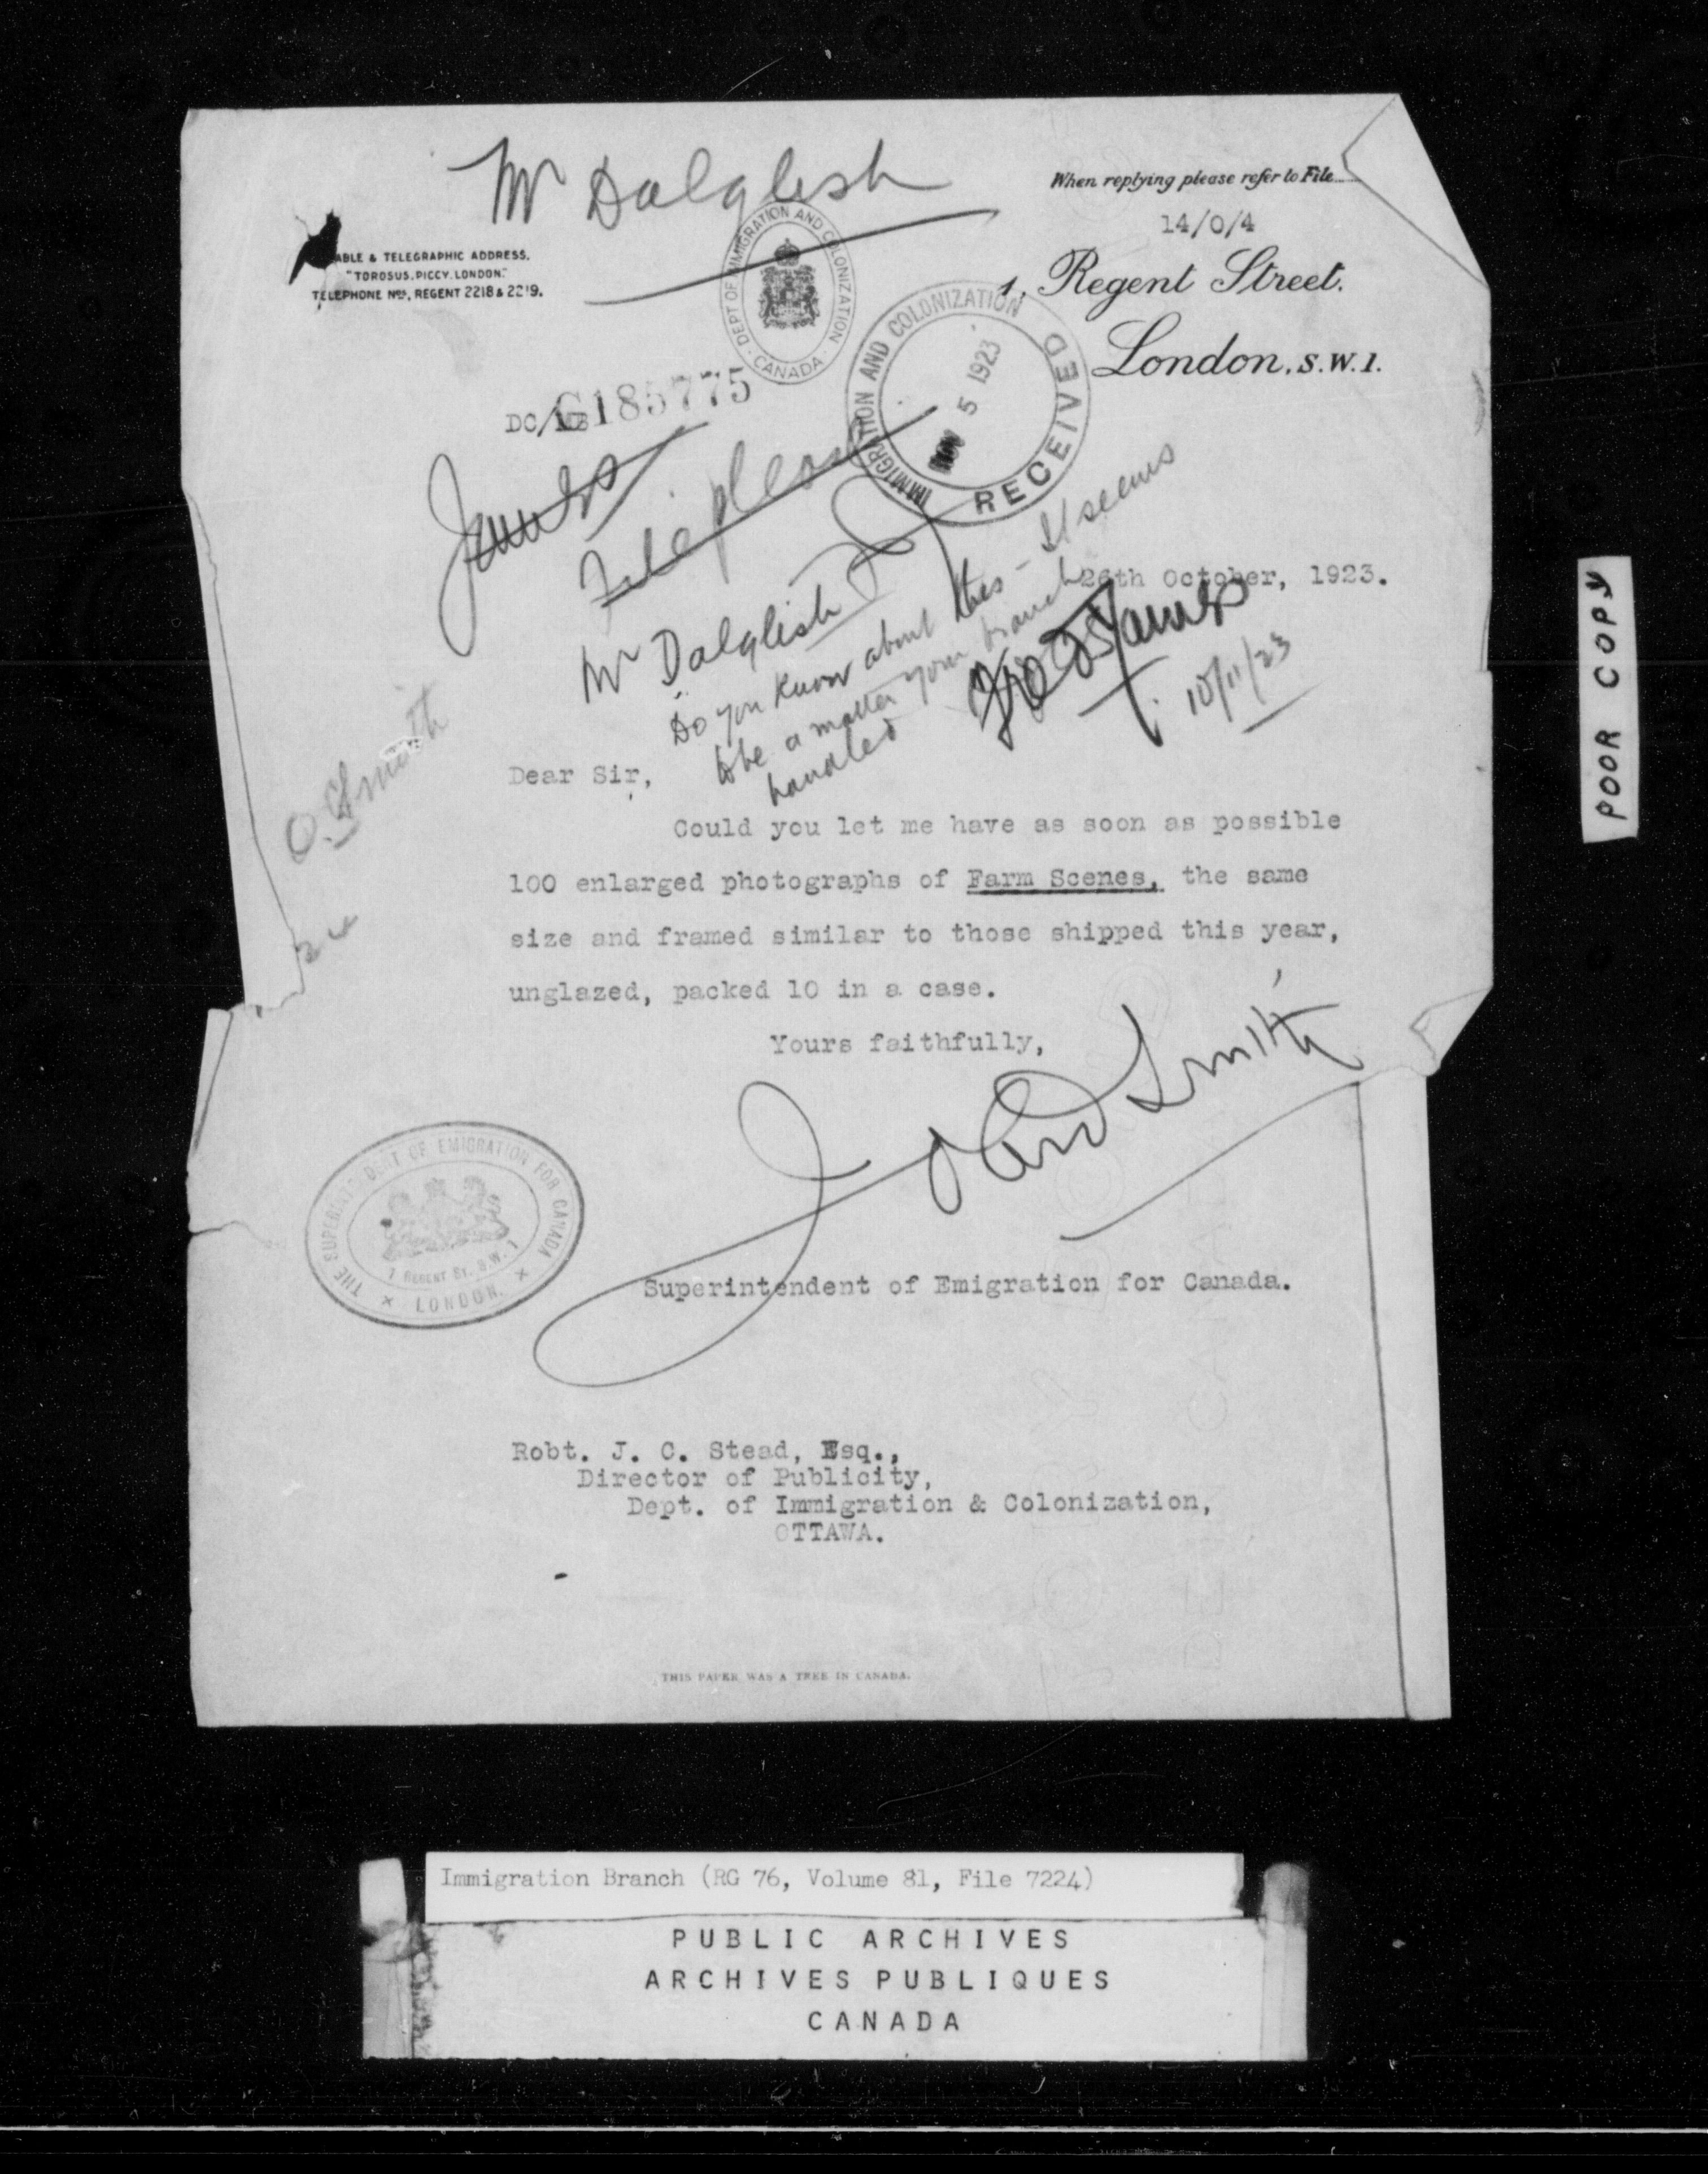 Mr Dalglish
When replying please refer to File
14/0/4
ABLE & TELEGRAPHIC ADDRESS.
"TOROSUS. PICCY. LONDON."
TELEPHONE Nos, REGENT 2218 & 2219.
DEPT OF IMMIGRATION AND COLONIZATION
CANADA
1, Regent Street.
London, S.W.1.
IMMIGRATION AND COLONIZATION
NOV 5 1923
RECEIVED
DC/
G185775
File please
Mr Dalglish
Do you know about this - It seems
to be a matter your branch
handled
10/11/23
26th October, 1923.
O. Smith
Dear Sir,
Could you let me have as soon as possible
100 enlarged photographs of Farm Scenes, the same
size and framed similar to those shipped this year,
unglazed, packed 10 in a case.
Yours faithfully,
J Obed Smith
THE SUPERINTENDENT OF EMIGRATION FOR CANADA
1 REGENT ST. S.W.1
x LONDON. x
Superintendent of Emigration for Canada.
Robt. J. C. Stead, Esq.,
Director of Publicity,
Dept. of Immigration & Colonization,
OTTAWA.
THIS PAPER WAS A TREE IN CANADA.
POOR COPY
Immigration Branch (RG 76, Volume 81, File 7224)
PUBLIC ARCHIVES
ARCHIVES PUBLIQUES
CANADA